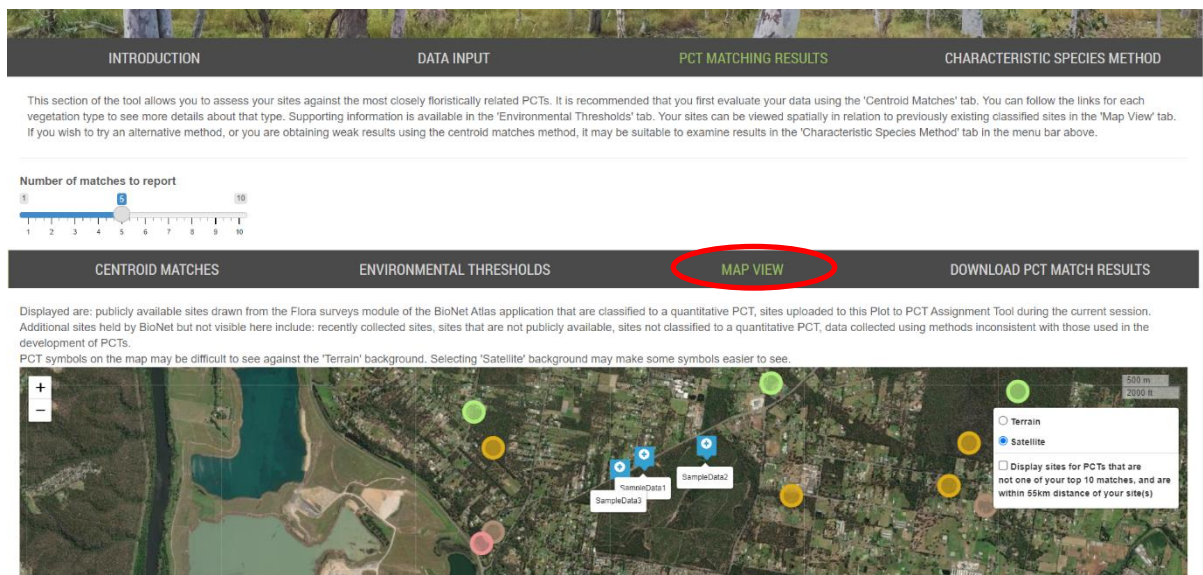 INTRODUCTION DATA INPUT PCT MATCHING RESULTS CHARACTERISTIC SPECIES METHOD
This section of the tool allows you to assess your sites against the most closely floristically related PCTs. It is recommended that you first evaluate your data using the 'Centroid Matches' tab. You can follow the links for each
vegetation type to see more details about that type. Supporting information is available in the 'Environmental Thresholds' tab. Your sites can be viewed spatially in relation to previously existing classified sites in the 'Map View' tab.
If you wish to try an alternative method, or you are obtaining weak results using the centroid matches method, it may be suitable to examine results in the 'Characteristic Species Method' tab in the menu bar above.
Number of matches to report
1 5 10
1 2 3 4 5 6 7 8 9 10
CENTROID MATCHES ENVIRONMENTAL THRESHOLDS MAP VIEW DOWNLOAD PCT MATCH RESULTS
Displayed are: publicly available sites drawn from the Flora surveys module of the BioNet Atlas application that are classified to a quantitative PCT, sites uploaded to this Plot to PCT Assignment Tool during the current session.
Additional sites held by BioNet but not visible here include: recently collected sites, sites that are not publicly available, sites not classified to a quantitative PCT, data collected using methods inconsistent with those used in the
development of PCTs.
PCT symbols on the map may be difficult to see against the 'Terrain' background. Selecting 'Satellite' background may make some symbols easier to see.
+
−
500 m
2000 ft
Terrain
Satellite
Display sites for PCTs that are
not one of your top 10 matches, and are
within 55km distance of your site(s)
SampleData2
SampleData1
SampleData3